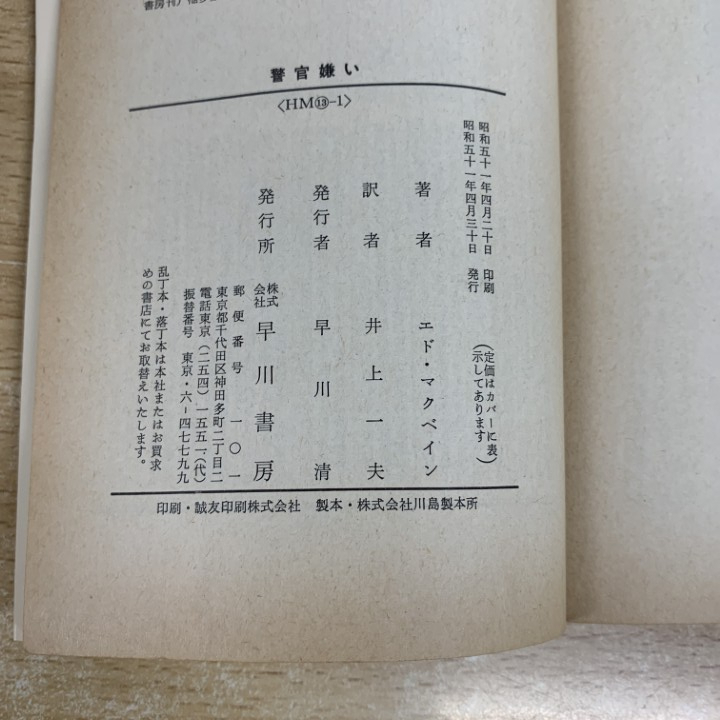 警官嫌い
〈HM⑬-1〉
昭和五十一年四月二十日 印刷
昭和五十一年四月三十日 発行
(定価はカバーに表
示してあります)
著者 エド・マクベイン
訳者 井上一夫
発行者 早川清
発行所 株式会社 早川書房
郵便番号 一〇一
東京都千代田区神田多町二丁目二
電話東京(二五四)一五五一(代)
振替番号 東京・六-四七七九九
乱丁本・落丁本は本社またはお買求
めの書店にてお取替えいたします。
印刷・誠友印刷株式会社 製本・株式会社川島製本所